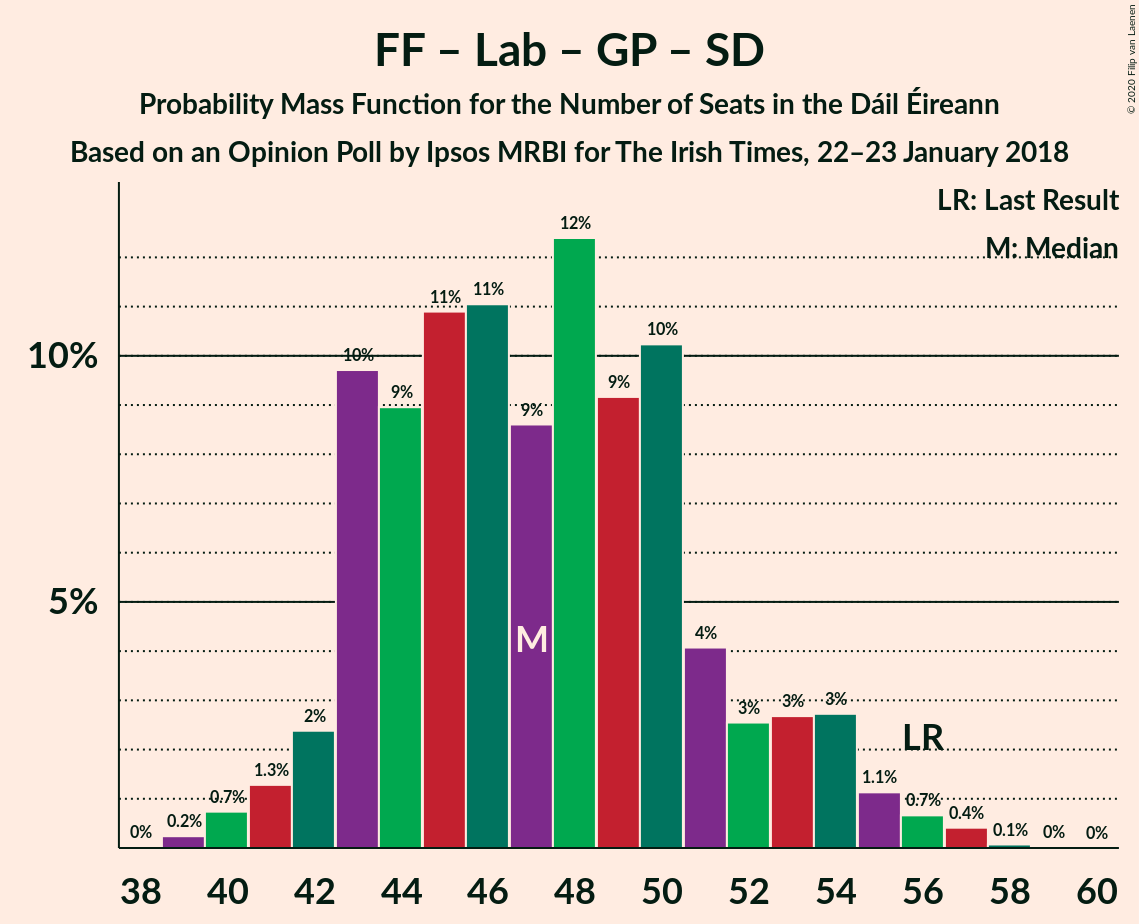 FF – Lab – GP – SD
Probability Mass Function for the Number of Seats in the Dáil Éireann
Based on an Opinion Poll by Ipsos MRBI for The Irish Times, 22–23 January 2018
© 2020 Filip van Laenen
LR: Last Result
M: Median
10%
5%
0%
0.2%
0.7%
1.3%
2%
10%
9%
11%
11%
9%
12%
9%
10%
4%
3%
3%
3%
1.1%
0.7%
0.4%
0.1%
0%
0%
M
LR
38 40 42 44 46 48 50 52 54 56 58 60